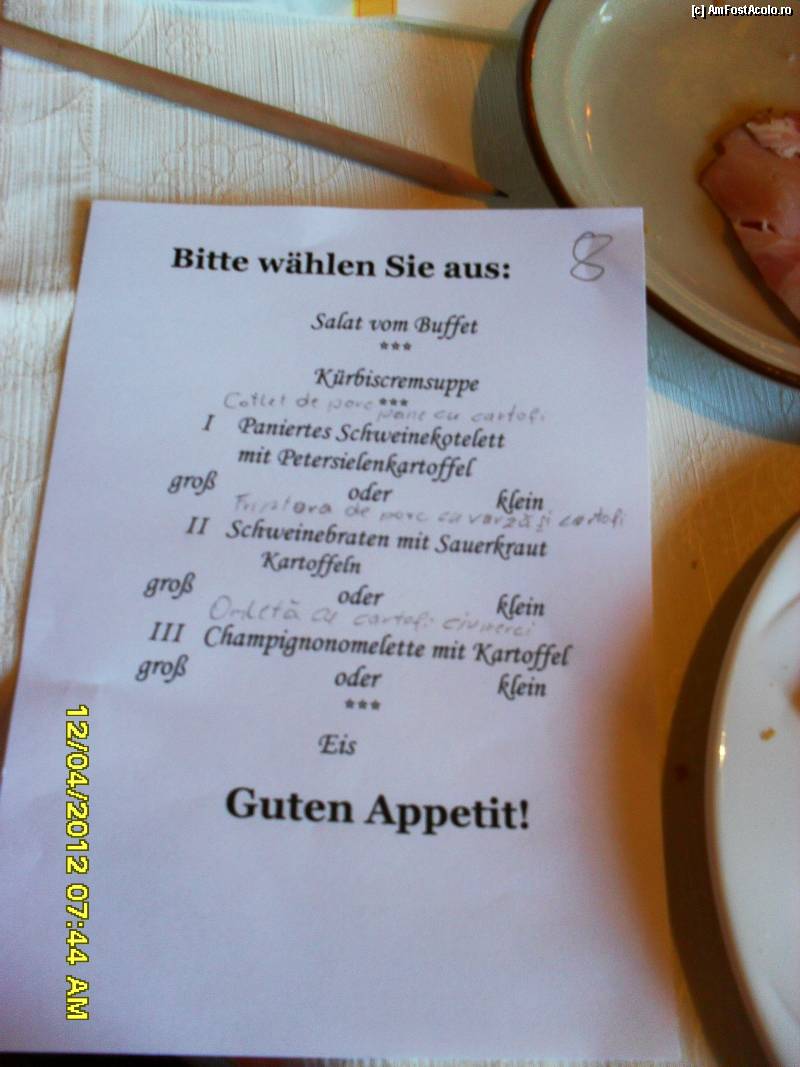 [c] AmFostAcolo.ro
Bitte wählen Sie aus:
8
Salat vom Buffet
***
Kürbiscremsuppe
***
Cotlet de porc pane cu cartofi
I Paniertes Schweinekotelett
mit Petersielenkartoffel
groß oder klein
Friptura de porc cu varză și cartofi
II Schweinebraten mit Sauerkraut
Kartoffeln
groß oder klein
Omletă cu cartofi ciuperci
III Champignonomelette mit Kartoffel
groß oder klein
***
Eis
Guten Appetit!
12/04/2012 07:44 AM